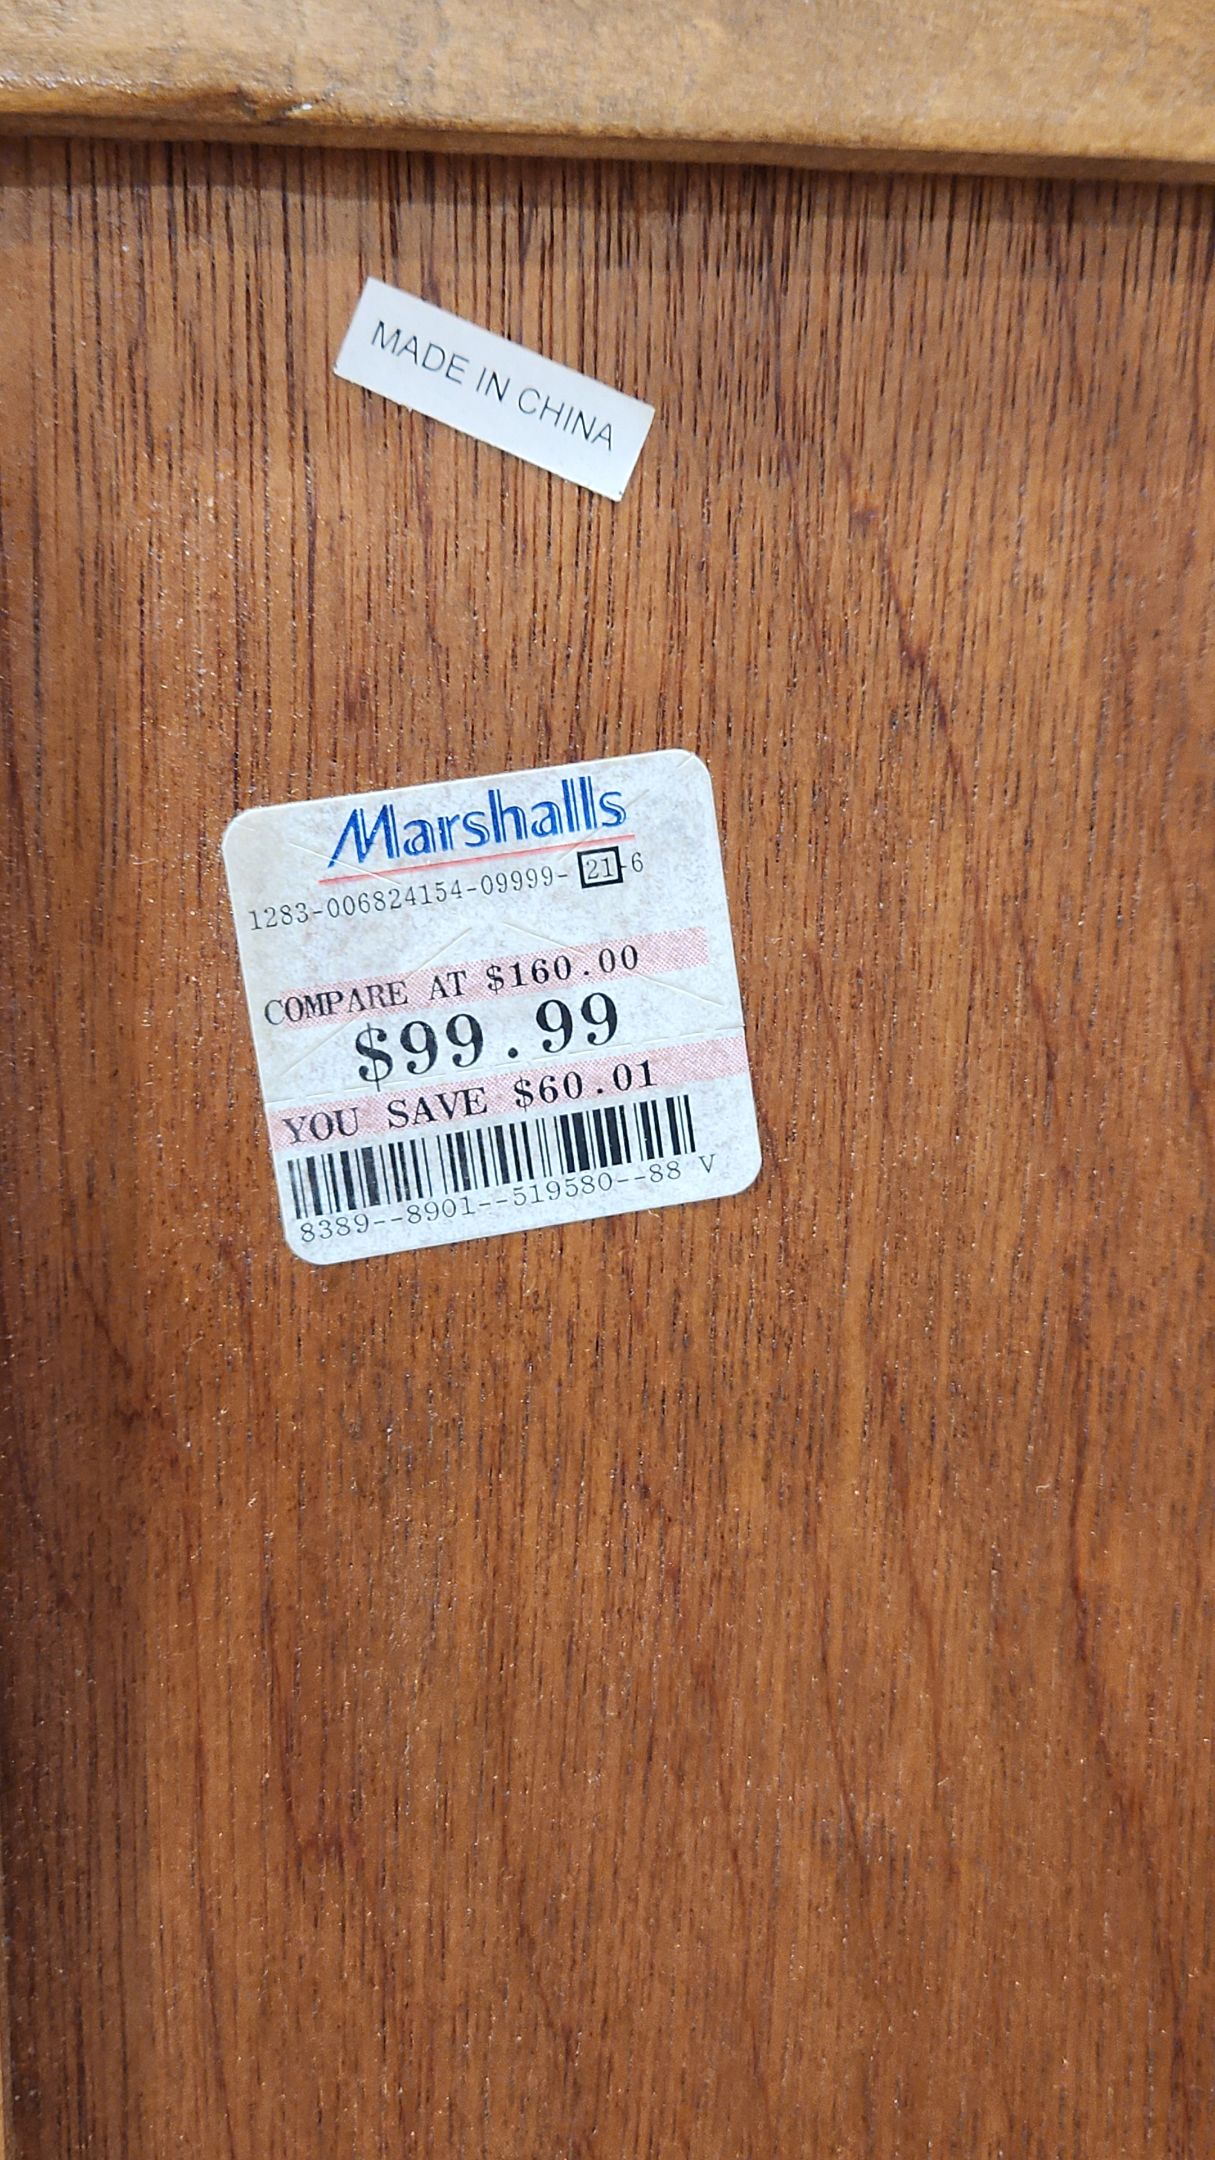 MADE IN CHINA
Marshalls
1283-006824154-09999- 21-6
COMPARE AT $160.00
$99.99
YOU SAVE $60.01
8389--8901--519580--88 V